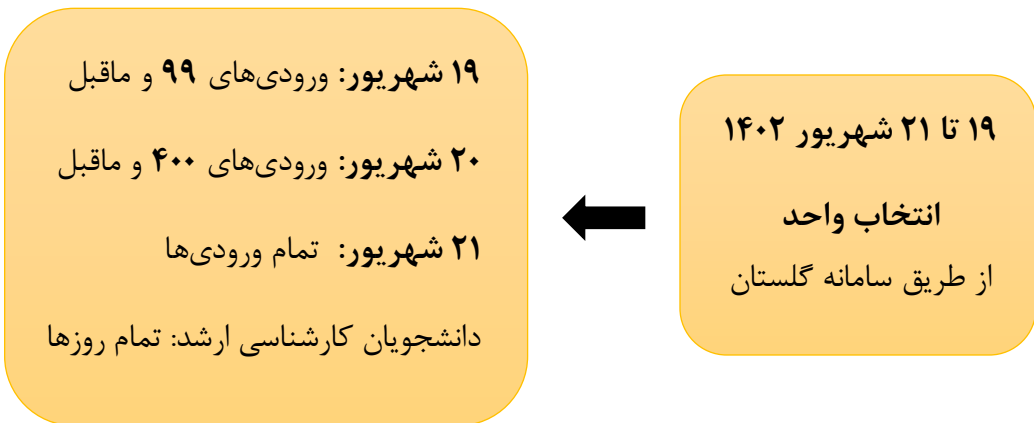 ۱۹ تا ۲۱ شهریور ۱۴۰۲
انتخاب واحد
از طریق سامانه گلستان
۱۹ شهریور: ورودی‌های ۹۹ و ماقبل
۲۰ شهریور: ورودی‌های ۴۰۰ و ماقبل
۲۱ شهریور: تمام ورودی‌ها
دانشجویان کارشناسی ارشد: تمام روزها